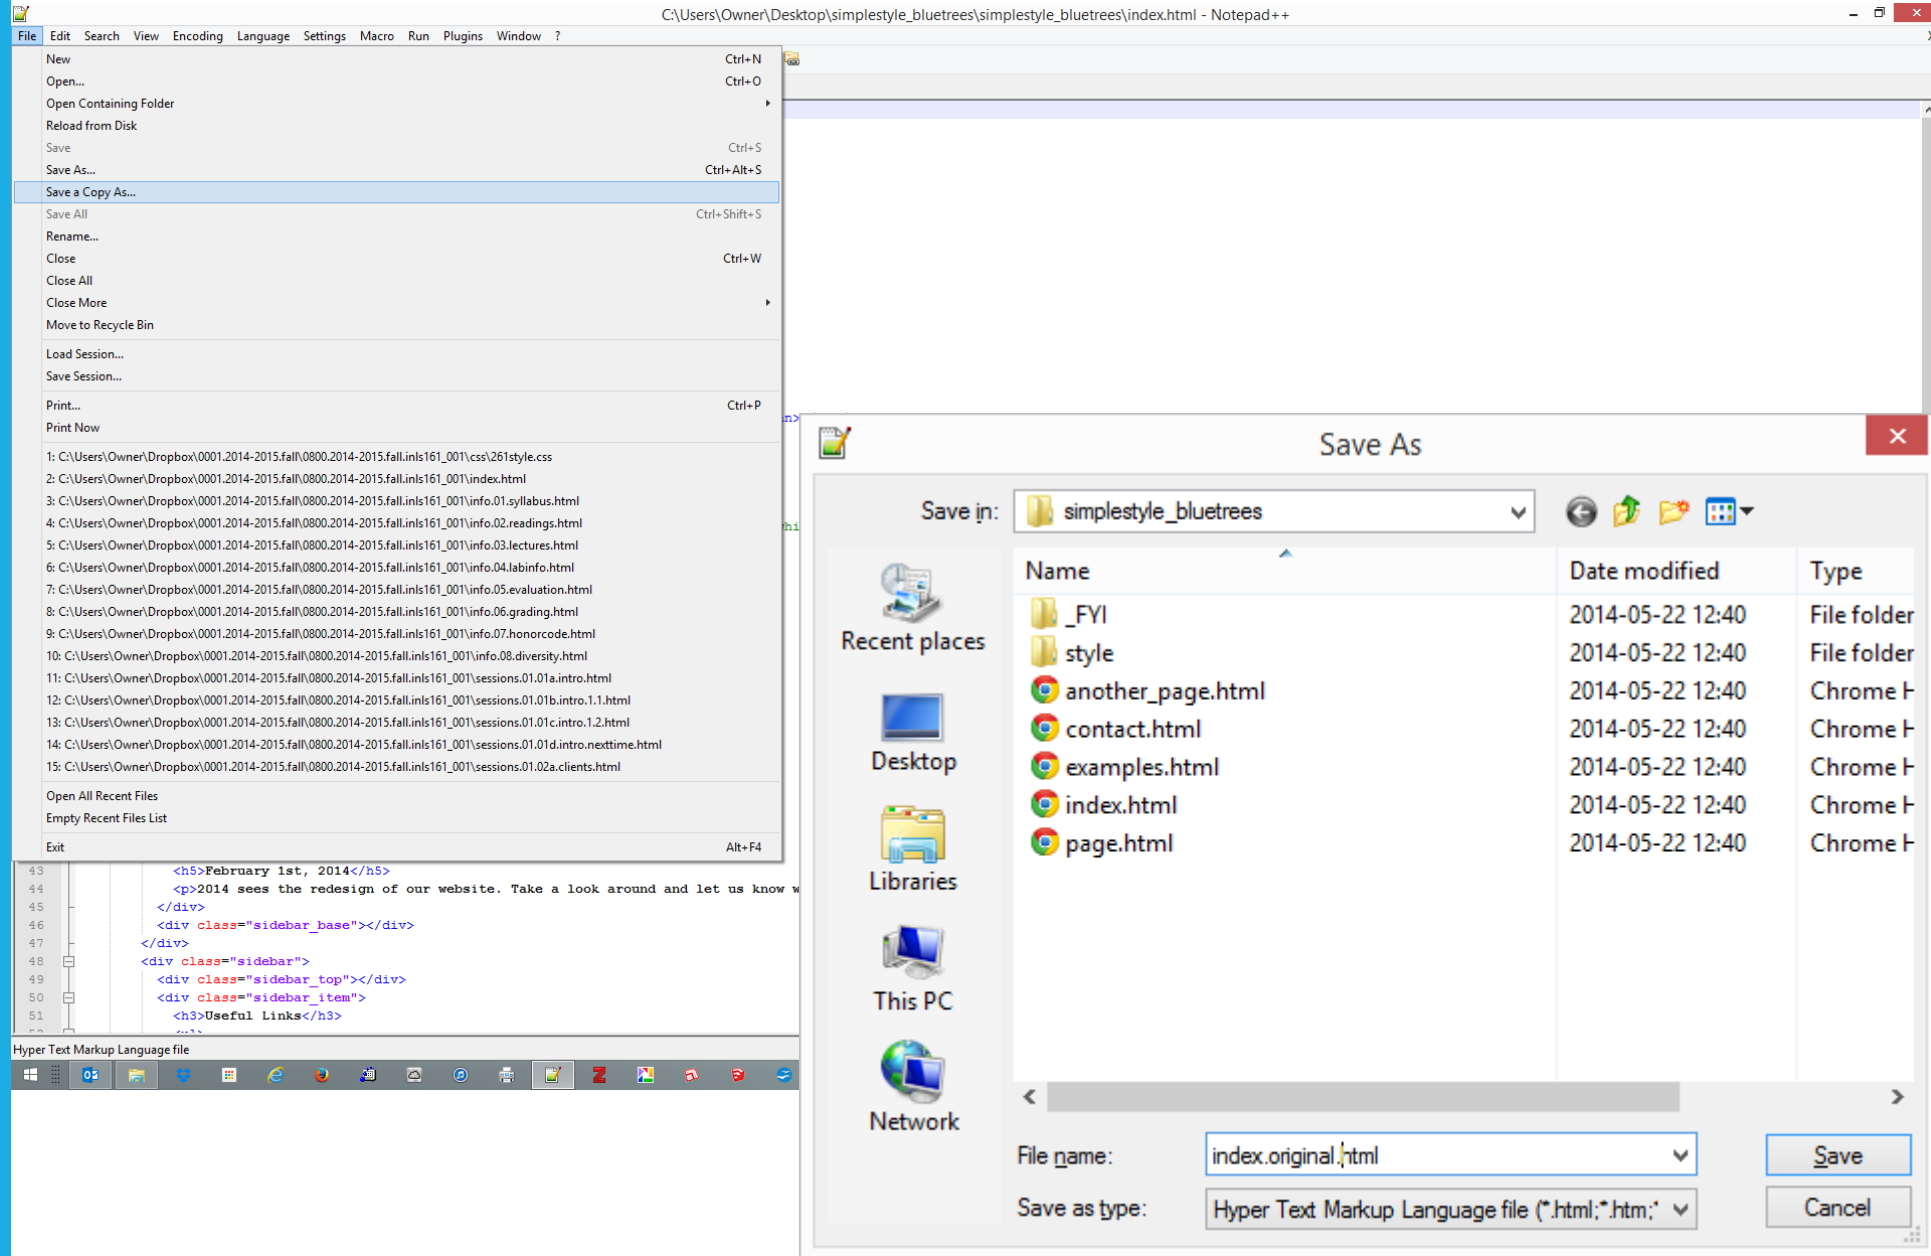 C:\Users\Owner\Desktop\simplestyle_bluetrees\simplestyle_bluetrees\index.html - Notepad++
File Edit Search View Encoding Language Settings Macro Run Plugins Window ?
New Ctrl+N
Open... Ctrl+O
Open Containing Folder
Reload from Disk
Save Ctrl+S
Save As... Ctrl+Alt+S
Save a Copy As...
Save All Ctrl+Shift+S
Rename...
Close Ctrl+W
Close All
Close More
Move to Recycle Bin
Load Session...
Save Session...
Print... Ctrl+P
Print Now
1: C:\Users\Owner\Dropbox\0001.2014-2015.fall\0800.2014-2015.fall.inls161_001\css\261style.css
2: C:\Users\Owner\Dropbox\0001.2014-2015.fall\0800.2014-2015.fall.inls161_001\index.html
3: C:\Users\Owner\Dropbox\0001.2014-2015.fall\0800.2014-2015.fall.inls161_001\info.01.syllabus.html
4: C:\Users\Owner\Dropbox\0001.2014-2015.fall\0800.2014-2015.fall.inls161_001\info.02.readings.html
5: C:\Users\Owner\Dropbox\0001.2014-2015.fall\0800.2014-2015.fall.inls161_001\info.03.lectures.html
6: C:\Users\Owner\Dropbox\0001.2014-2015.fall\0800.2014-2015.fall.inls161_001\info.04.labinfo.html
7: C:\Users\Owner\Dropbox\0001.2014-2015.fall\0800.2014-2015.fall.inls161_001\info.05.evaluation.html
8: C:\Users\Owner\Dropbox\0001.2014-2015.fall\0800.2014-2015.fall.inls161_001\info.06.grading.html
9: C:\Users\Owner\Dropbox\0001.2014-2015.fall\0800.2014-2015.fall.inls161_001\info.07.honorcode.html
10: C:\Users\Owner\Dropbox\0001.2014-2015.fall\0800.2014-2015.fall.inls161_001\info.08.diversity.html
11: C:\Users\Owner\Dropbox\0001.2014-2015.fall\0800.2014-2015.fall.inls161_001\sessions.01.01a.intro.html
12: C:\Users\Owner\Dropbox\0001.2014-2015.fall\0800.2014-2015.fall.inls161_001\sessions.01.01b.intro.1.1.html
13: C:\Users\Owner\Dropbox\0001.2014-2015.fall\0800.2014-2015.fall.inls161_001\sessions.01.01c.intro.1.2.html
14: C:\Users\Owner\Dropbox\0001.2014-2015.fall\0800.2014-2015.fall.inls161_001\sessions.01.01d.intro.nexttime.html
15: C:\Users\Owner\Dropbox\0001.2014-2015.fall\0800.2014-2015.fall.inls161_001\sessions.01.02a.clients.html
Open All Recent Files
Empty Recent Files List
Exit Alt+F4
43 <h5>February 1st, 2014</h5>
44 <p>2014 sees the redesign of our website. Take a look around and let us know w
45 </div>
46 <div class="sidebar_base"></div>
47 </div>
48 <div class="sidebar">
49 <div class="sidebar_top"></div>
50 <div class="sidebar_item">
51 <h3>Useful Links</h3>
Hyper Text Markup Language file
Save As
Save in: simplestyle_bluetrees
Name Date modified Type
_FYI 2014-05-22 12:40 File folder
style 2014-05-22 12:40 File folder
another_page.html 2014-05-22 12:40 Chrome H
contact.html 2014-05-22 12:40 Chrome H
examples.html 2014-05-22 12:40 Chrome H
index.html 2014-05-22 12:40 Chrome H
page.html 2014-05-22 12:40 Chrome H
Recent places
Desktop
Libraries
This PC
Network
File name: index.original.html Save
Save as type: Hyper Text Markup Language file (*.html;*.htm;* Cancel